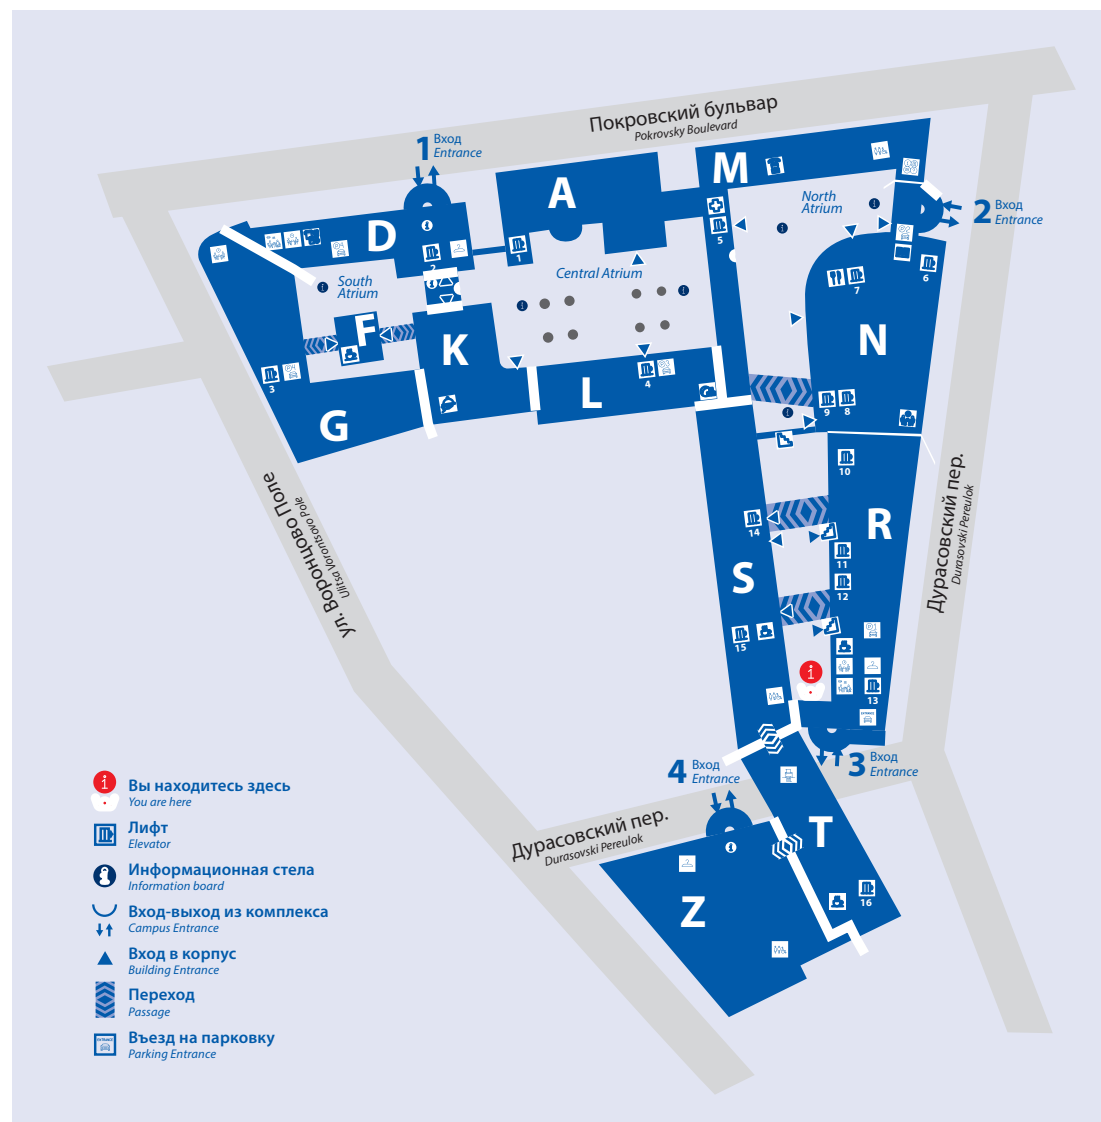 Покровский бульвар
Pokrovsky Boulevard
1 Вход
Entrance
M
A
North
Atrium
2 Вход
Entrance
D
5
1
2
South
Atrium
Central Atrium
6
7
F
K
N
3
4
L
9 8
G
10
ул. Воронцово Поле
Ulitsa Vorontsovo Pole
Дурасовский пер.
Durasovski Pereulok
14
R
11
S
12
15
13
4 Вход
Entrance
3 Вход
Entrance
Дурасовский пер.
Durasovski Pereulok
T
16
Z
Вы находитесь здесь
You are here
Лифт
Elevator
Информационная стела
Information board
Вход-выход из комплекса
Campus Entrance
Вход в корпус
Building Entrance
Переход
Passage
Въезд на парковку
Parking Entrance